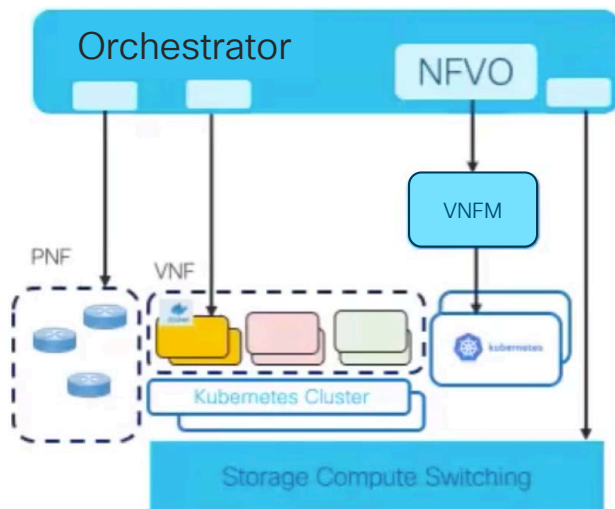 Orchestrator
NFVO
VNFM
PNF
VNF
kubernetes
Kubernetes Cluster
Storage Compute Switching